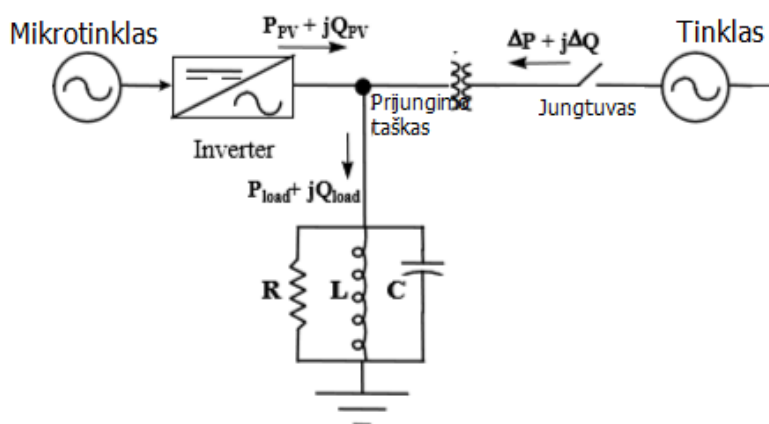 Mikrotinklas
P_PV + jQ_PV
ΔP + jΔQ
Tinklas
Prijungimo
taškas
Jungtuvas
Inverter
P_load+ jQ_load
R
L
C